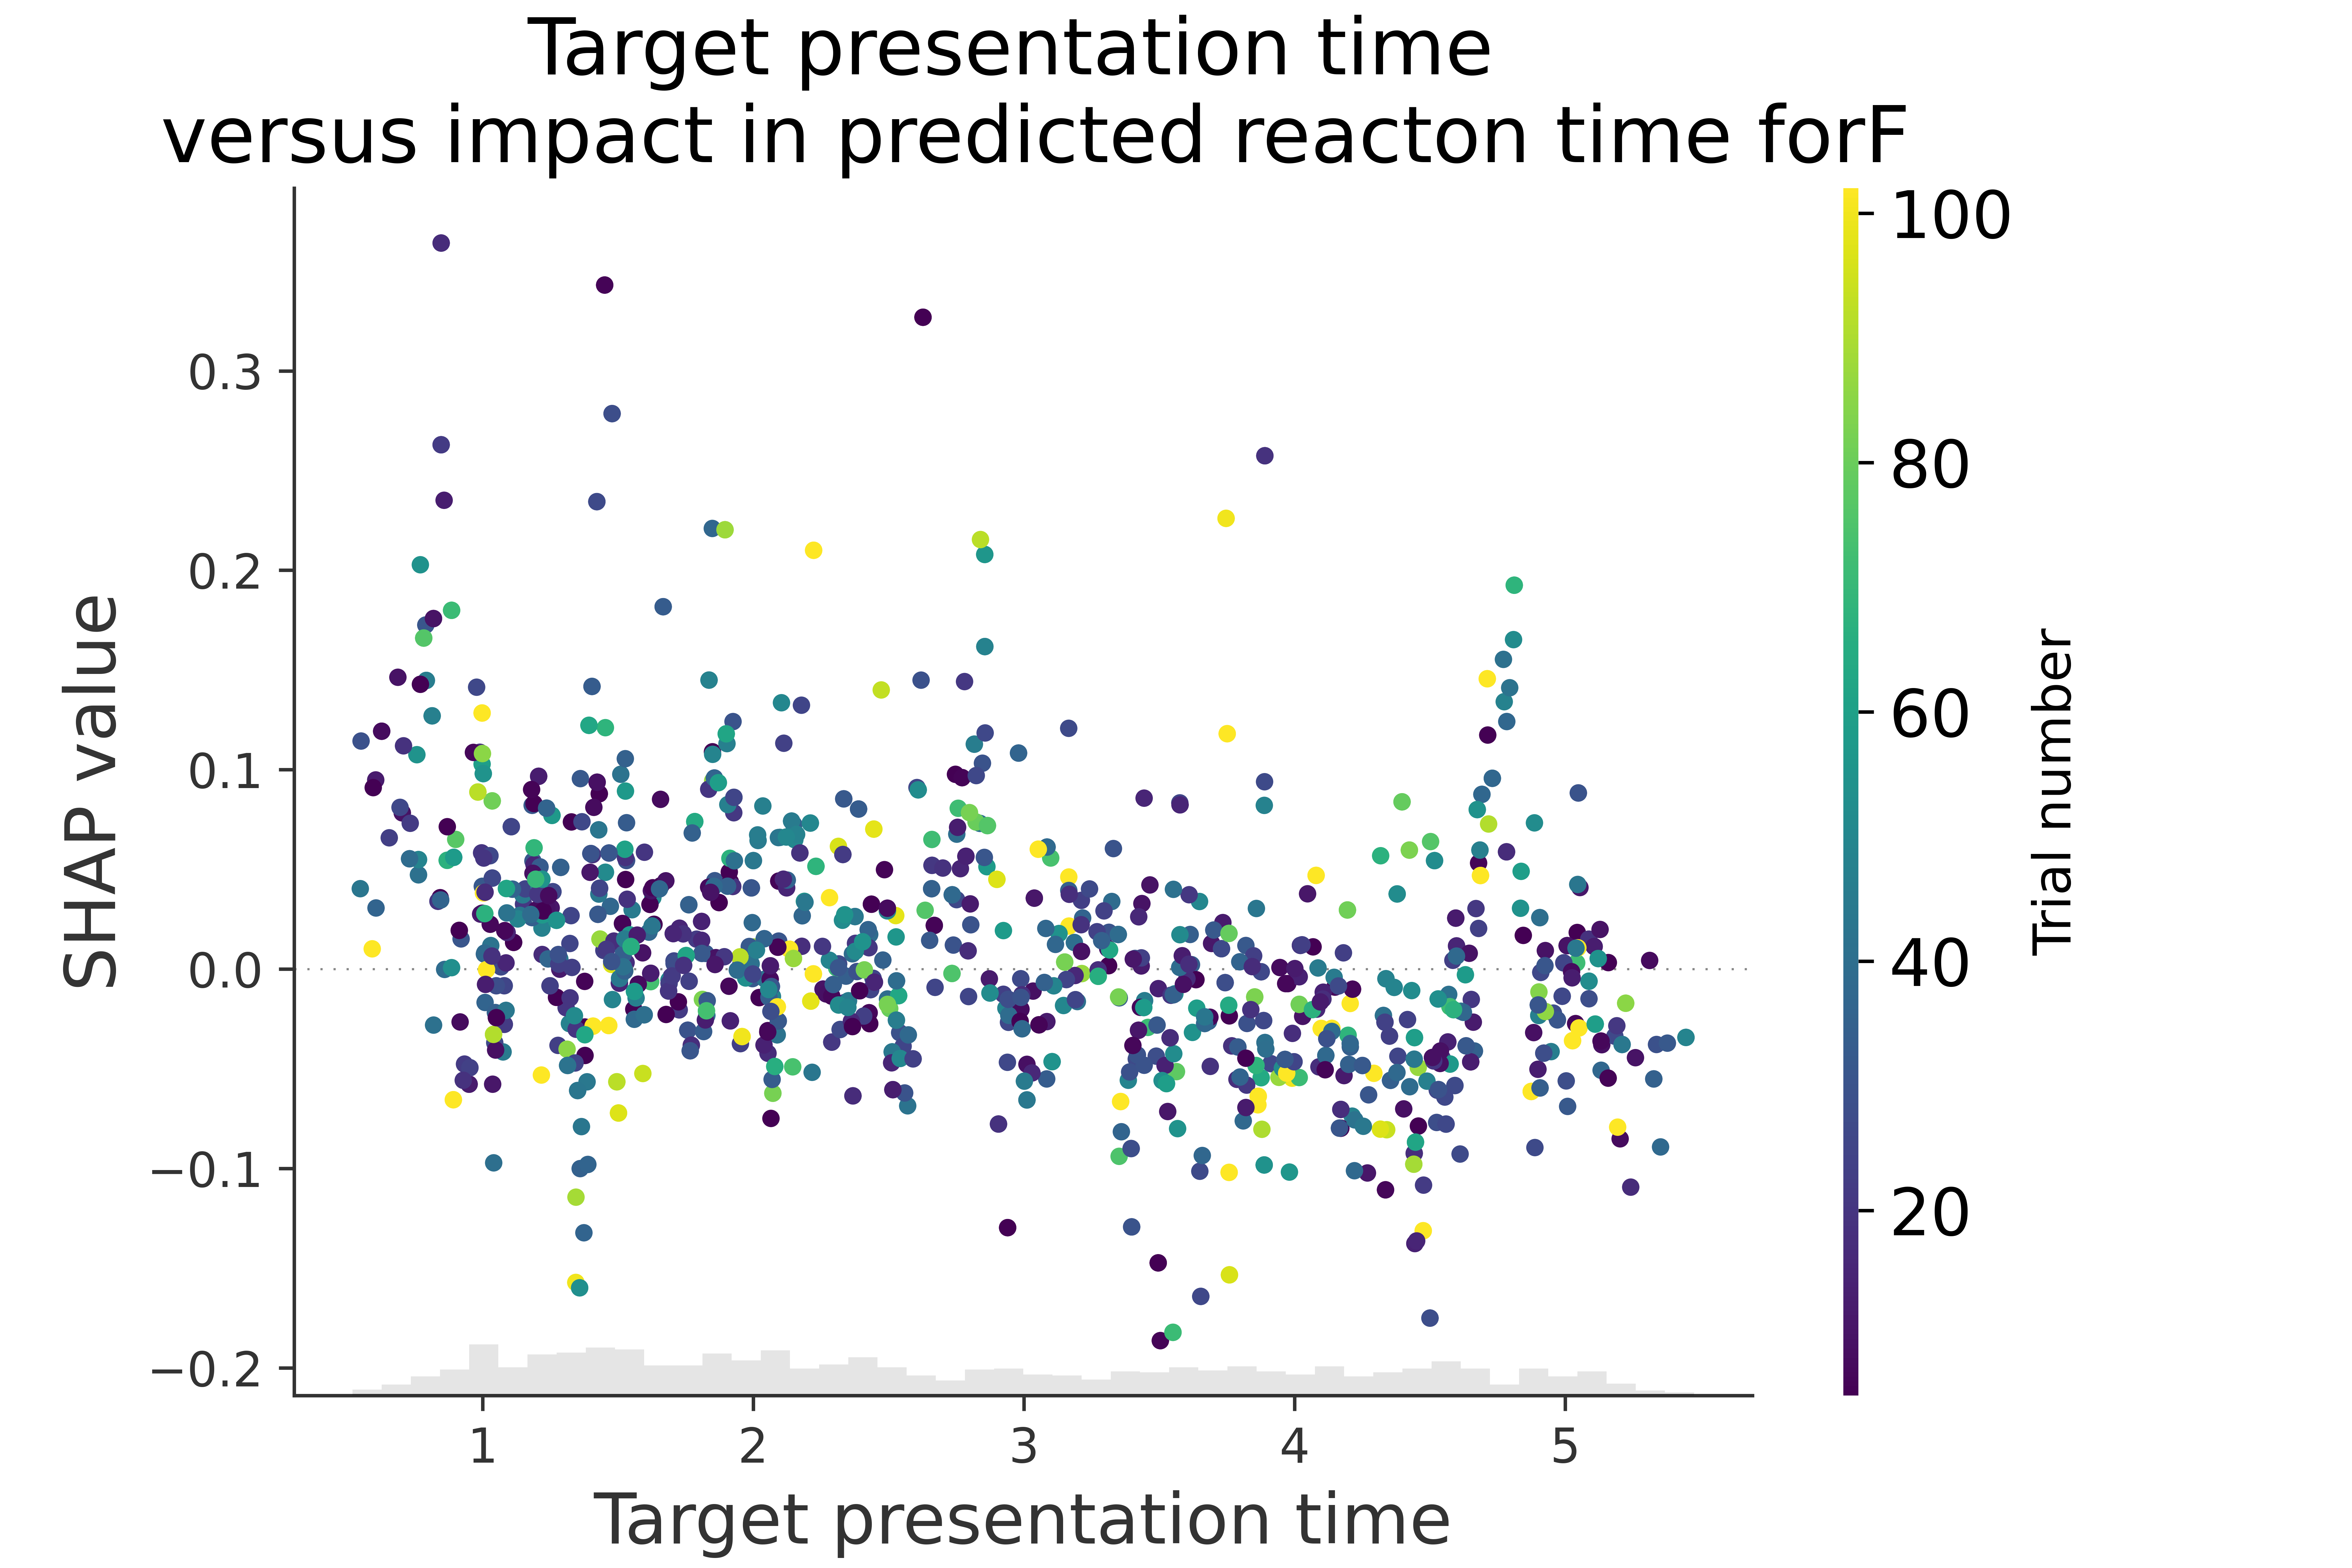 Target presentation time
versus impact in predicted reacton time forF
SHAP value
0.3
0.2
0.1
0.0
−0.1
−0.2
1 2 3 4 5
Target presentation time
100
80
60
40
20
Trial number